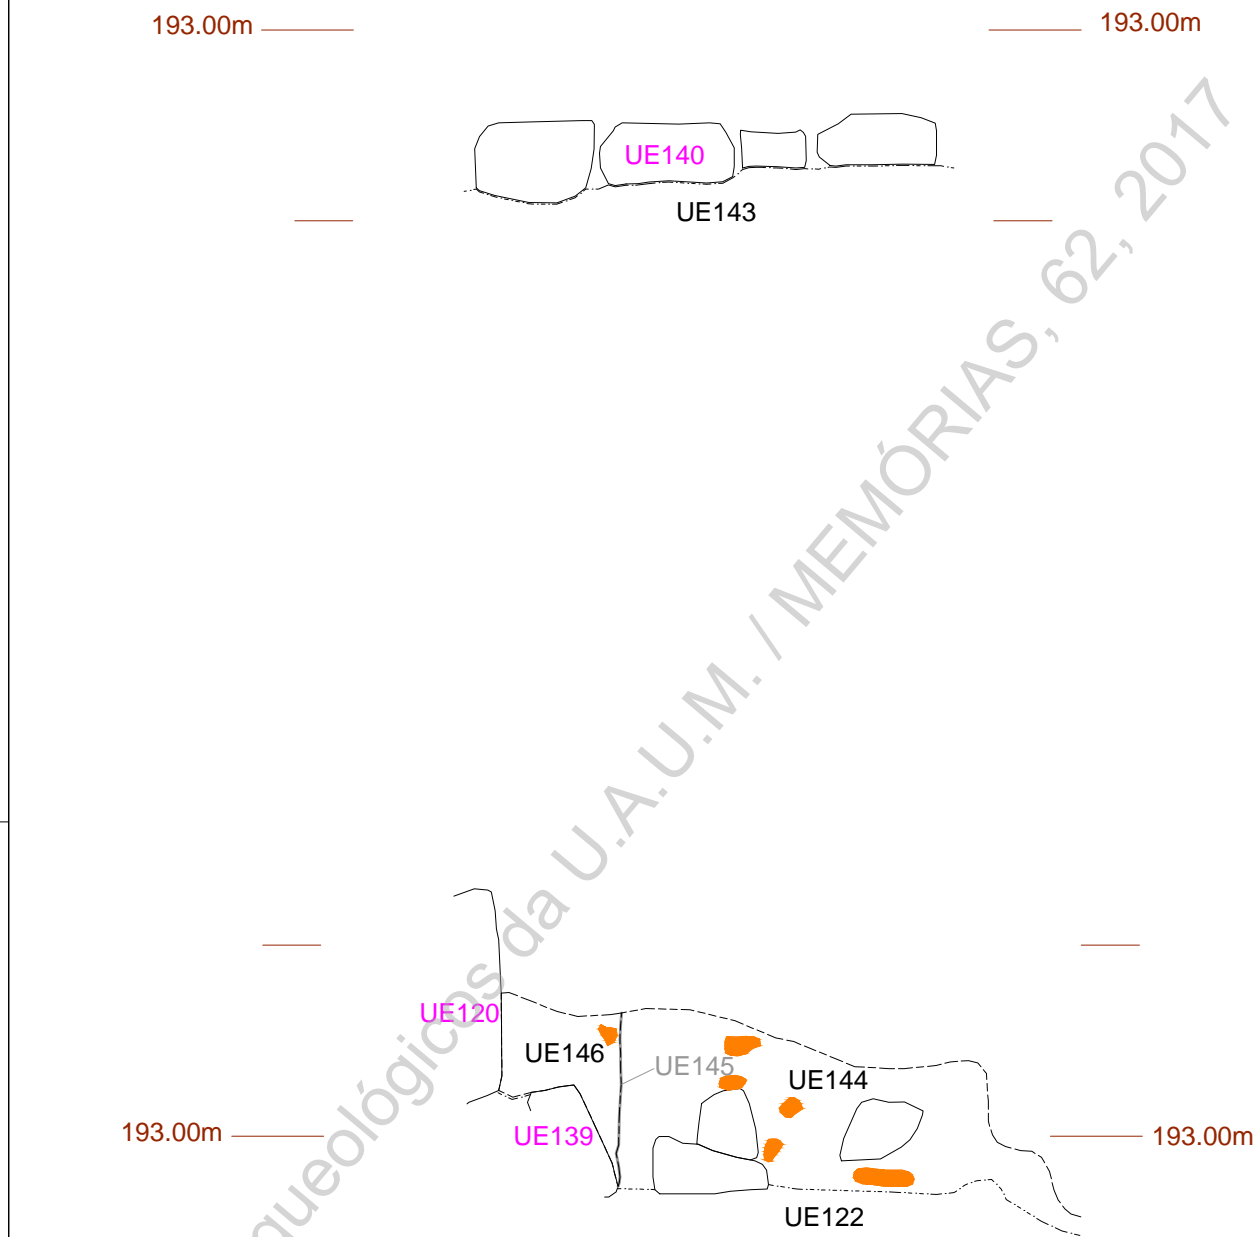 193.00m
193.00m
UE140
UE143
UE120
UE146
UE145
UE144
193.00m
UE139
193.00m
UE122
queológicos da U.A.U.M. / MEMÓRIAS, 62, 2017